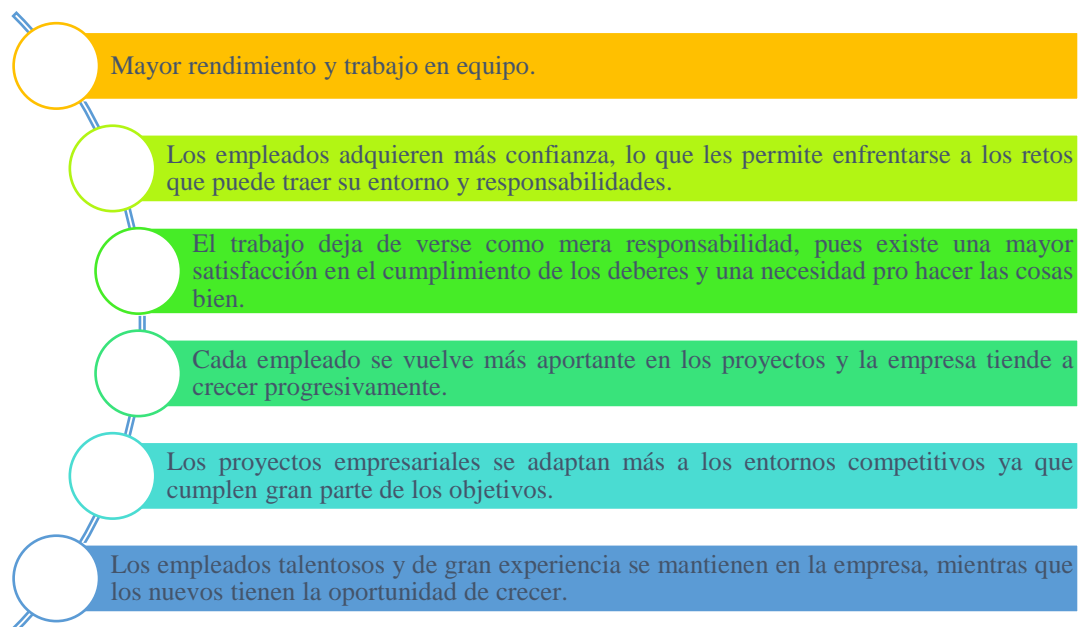 Mayor rendimiento y trabajo en equipo.
Los empleados adquieren más confianza, lo que les permite enfrentarse a los retos
que puede traer su entorno y responsabilidades.
El trabajo deja de verse como mera responsabilidad, pues existe una mayor
satisfacción en el cumplimiento de los deberes y una necesidad pro hacer las cosas
bien.
Cada empleado se vuelve más aportante en los proyectos y la empresa tiende a
crecer progresivamente.
Los proyectos empresariales se adaptan más a los entornos competitivos ya que
cumplen gran parte de los objetivos.
Los empleados talentosos y de gran experiencia se mantienen en la empresa, mientras que
los nuevos tienen la oportunidad de crecer.